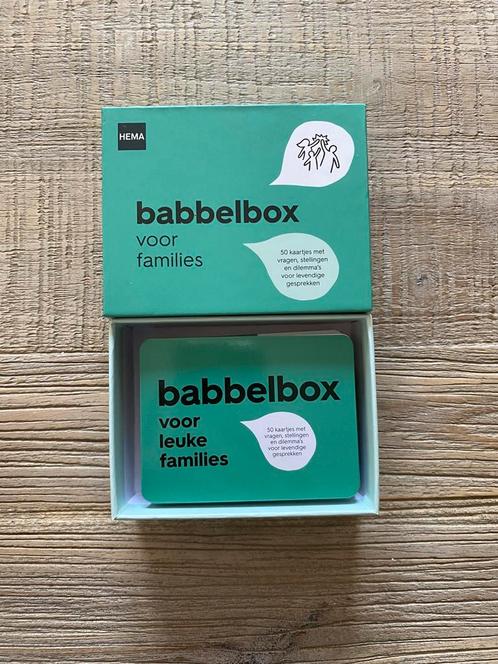 HEMA
babbelbox
voor
families
50 kaartjes met
vragen, stellingen
en dilemma's
voor levendige
gesprekken
babbelbox
voor
leuke
families
50 kaartjes met
vragen, stellingen
en dilemma's
voor levendige
gesprekken